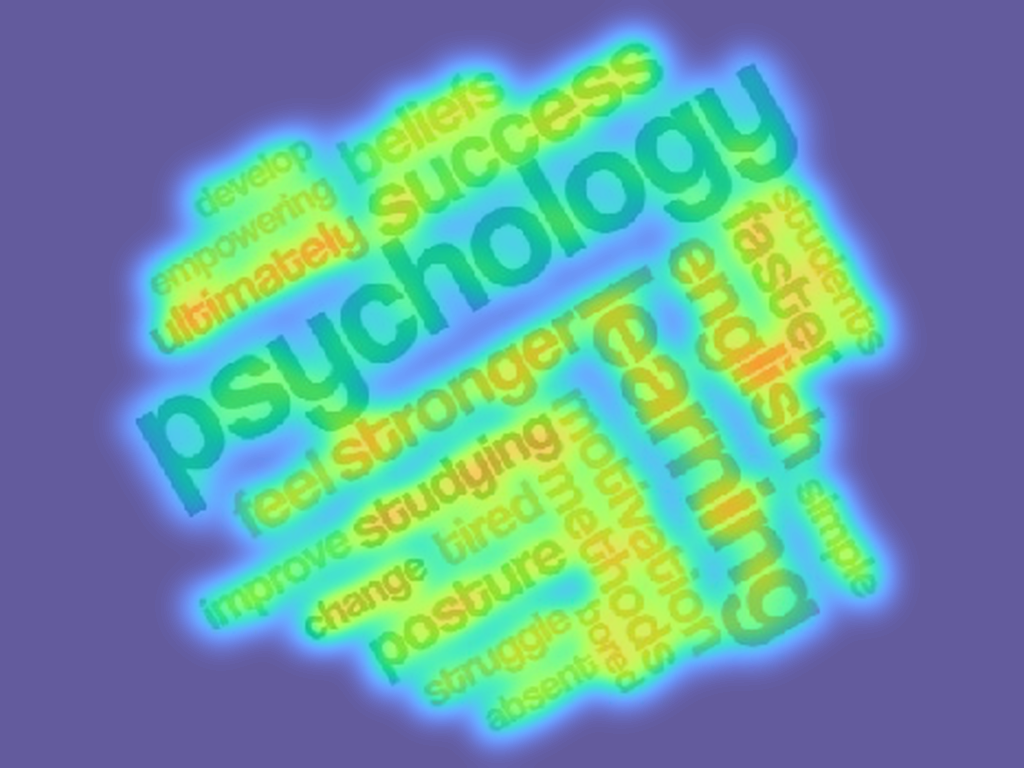 develop
beliefs
success
empowering
ultimately
psychology
students
faster
english
learning
feel
stronger
studying
motivation
methods
improve
tired
change
posture
simple
struggle
bored
absent